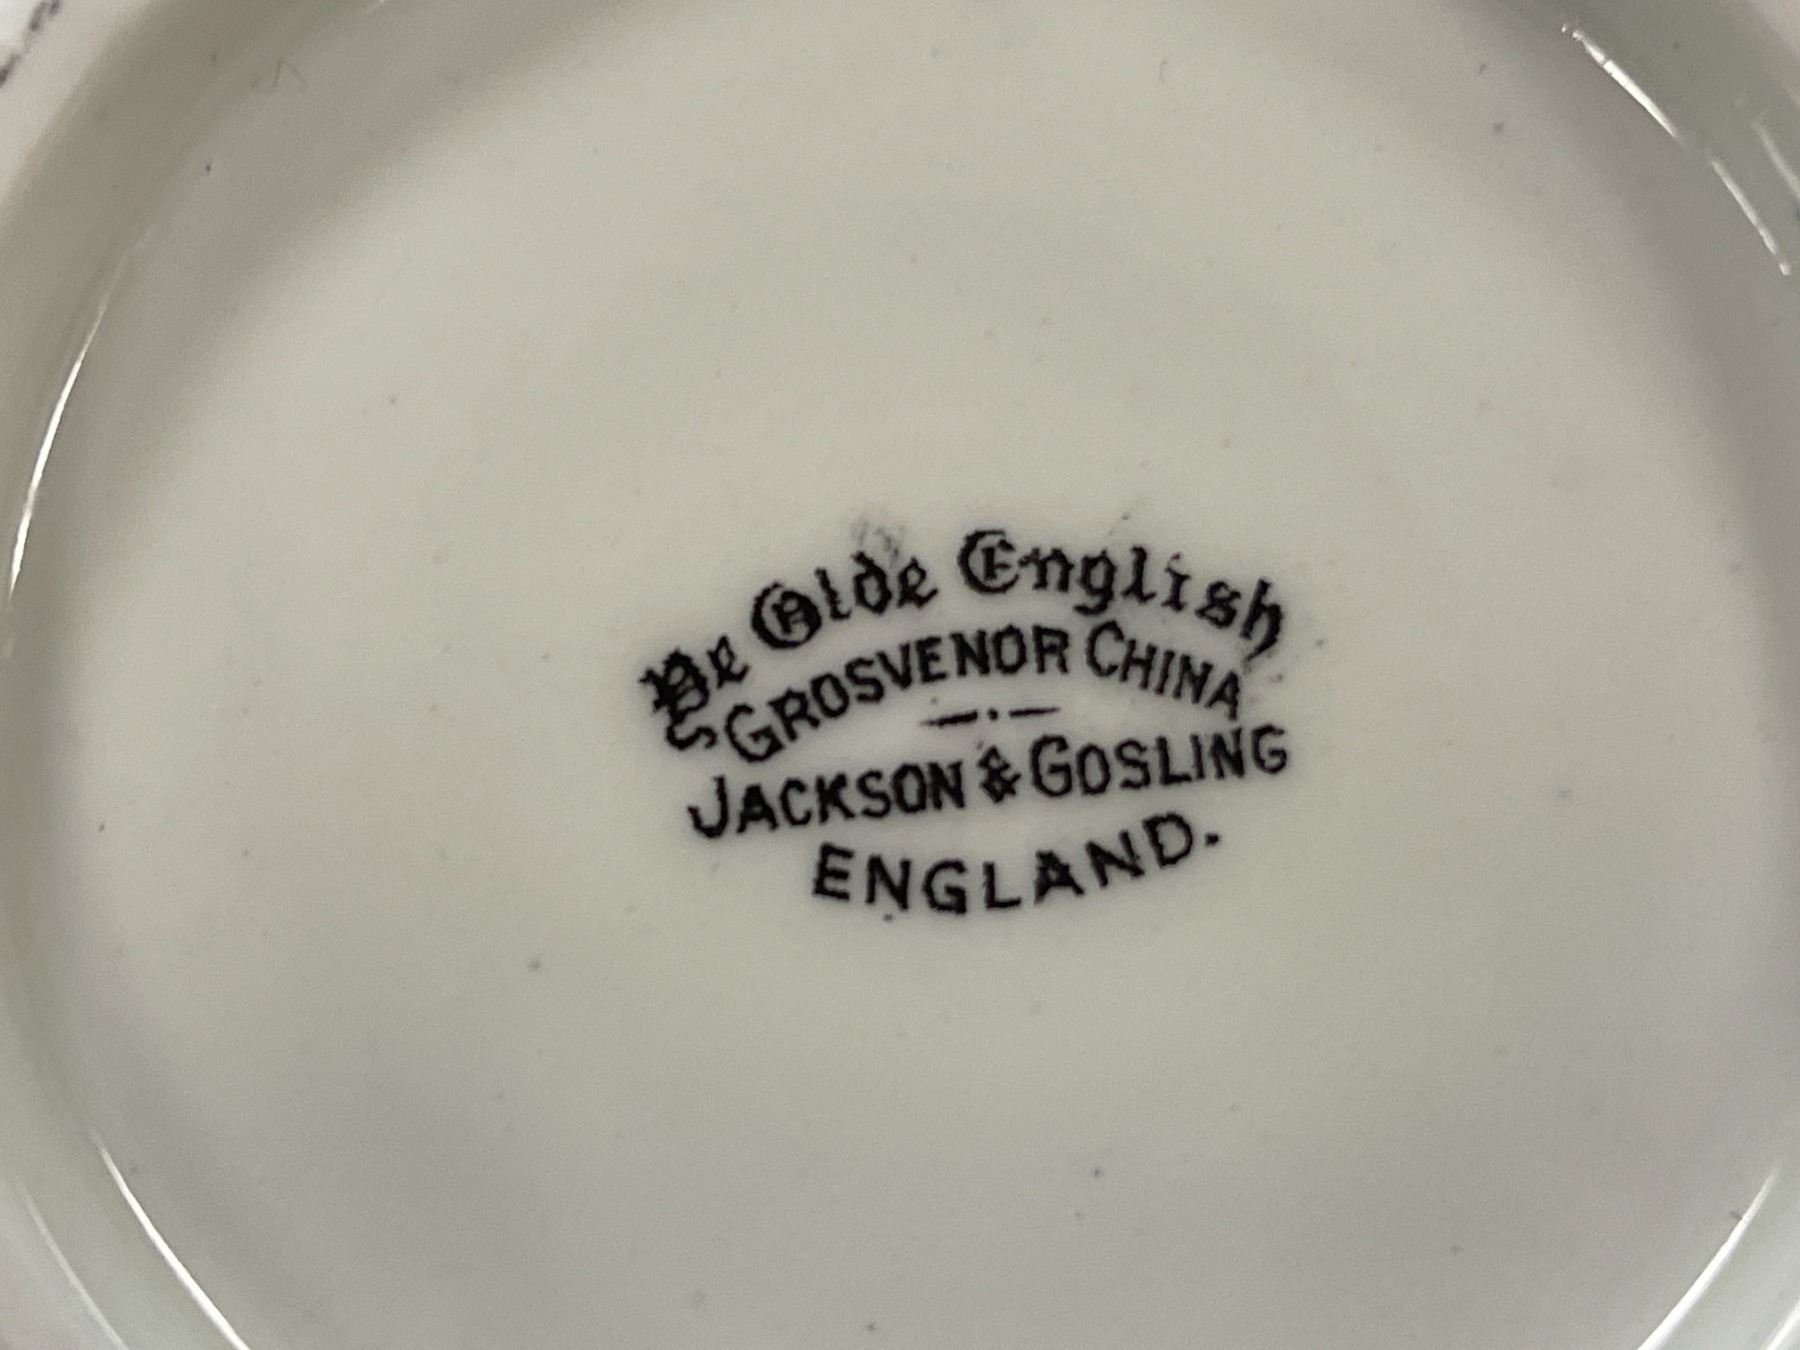 Ye Olde English
GROSVENOR CHINA
JACKSON & GOSLING
ENGLAND.